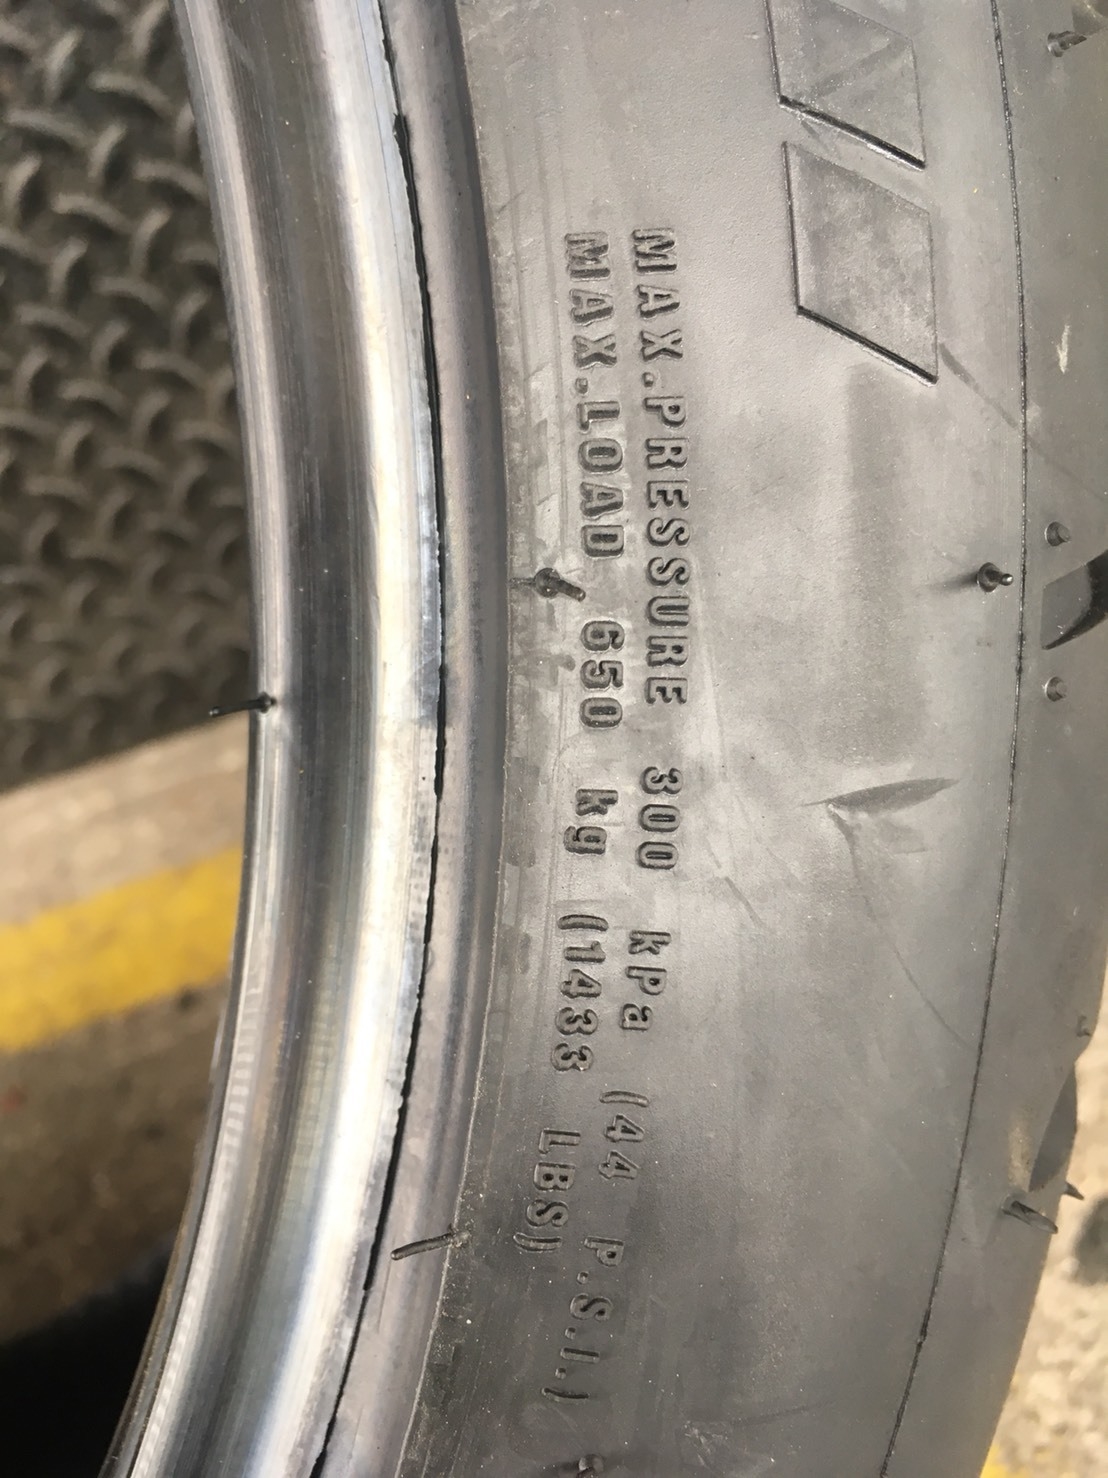 MAX.PRESSURE 300 kPa (44 P.S.I.)
MAX.LOAD 650 kg (1433 LBS)